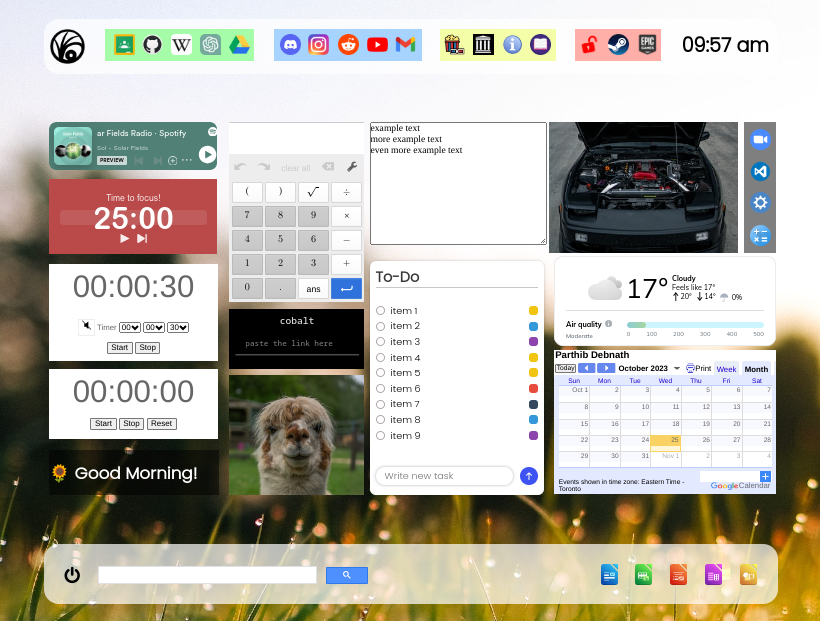 EPIC
GAMES
09:57 am
ar Fields Radio · Spotify
Sol • Solar Fields
PREVIEW
Time to focus!
25:00
00:00:30
Timer 00 00 30
Start Stop
00:00:00
Start Stop Reset
🌻 Good Morning!
clear all
( ) √ ÷
7 8 9 ×
4 5 6 −
1 2 3 +
0 . ans
cobalt
paste the link here
example text
more example text
even more example text
To-Do
item 1
item 2
item 3
item 4
item 5
item 6
item 7
item 8
item 9
Write new task
17° Cloudy
Feels like 17°
↑ 20° ↓ 14° 0%
Air quality
Moderate
0 100 200 300 400 500
Parthib Debnath
Today October 2023 Print Week Month
Sun Mon Tue Wed Thu Fri Sat
Oct 1 2 3 4 5 6 7
8 9 10 11 12 13 14
15 16 17 18 19 20 21
22 23 24 25 26 27 28
29 30 31 Nov 1 2 3 4
Events shown in time zone: Eastern Time -
Toronto
Google Calendar